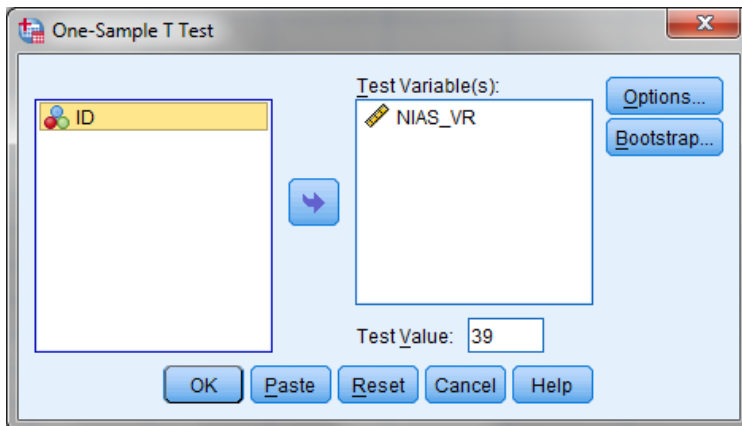 One-Sample T Test
X
Test Variable(s):
ID
NIAS_VR
Options...
Bootstrap...
Test Value: 39
OK Paste Reset Cancel Help